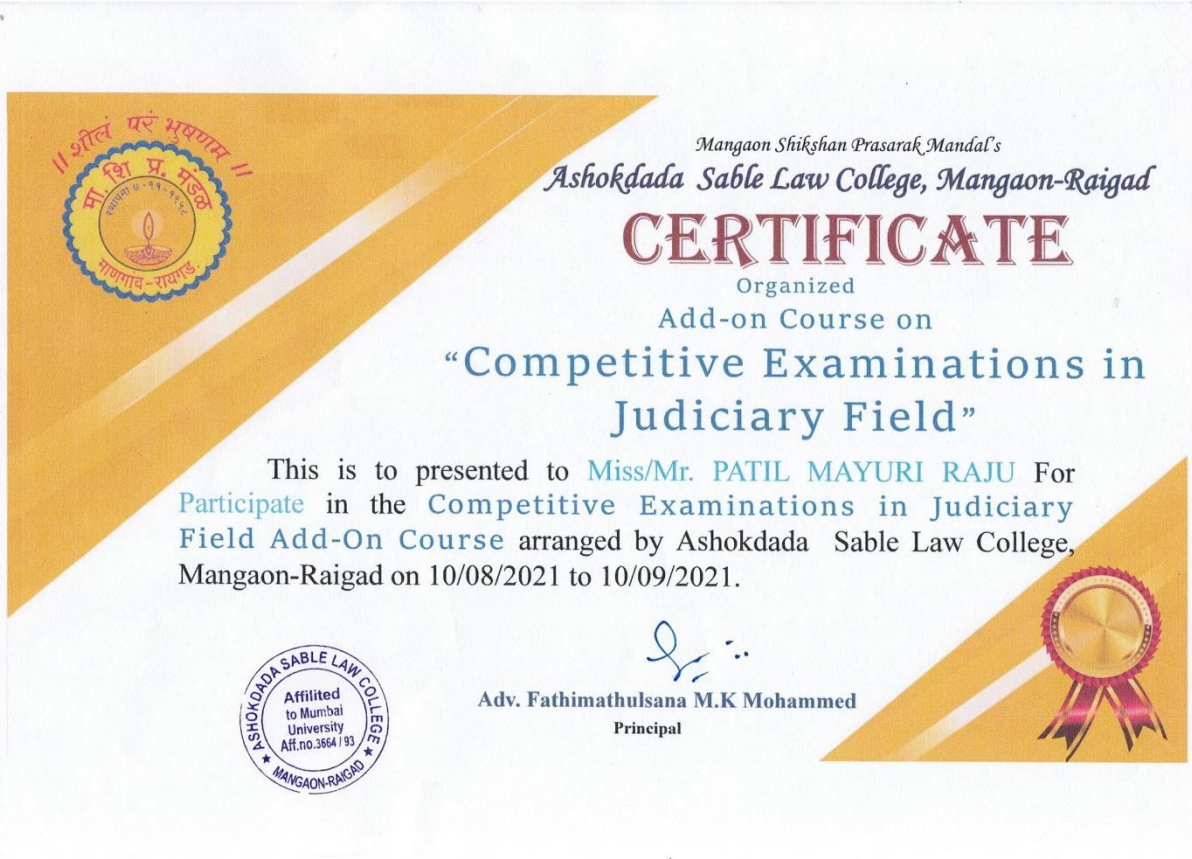 ॥ शीलं परं भुषणम ॥
मा. शि. प्र. मंडळ
स्थापना ७-११-१९५८
माणगांव-रायगड
Mangaon Shikshan Prasarak Mandal's
Ashokdada Sable Law College, Mangaon-Raigad
CERTIFICATE
Organized
Add-on Course on
“Competitive Examinations in
Judiciary Field”
This is to presented to Miss/Mr. PATIL MAYURI RAJU For
Participate in the Competitive Examinations in Judiciary
Field Add-On Course arranged by Ashokdada Sable Law College,
Mangaon-Raigad on 10/08/2021 to 10/09/2021.
ASHOKDADA SABLE LAW COLLEGE
Affilited
to Mumbai
University
Aff.no.3664 / 93
★ MANGAON-RAIGAD ★
Adv. Fathimathulsana M.K Mohammed
Principal